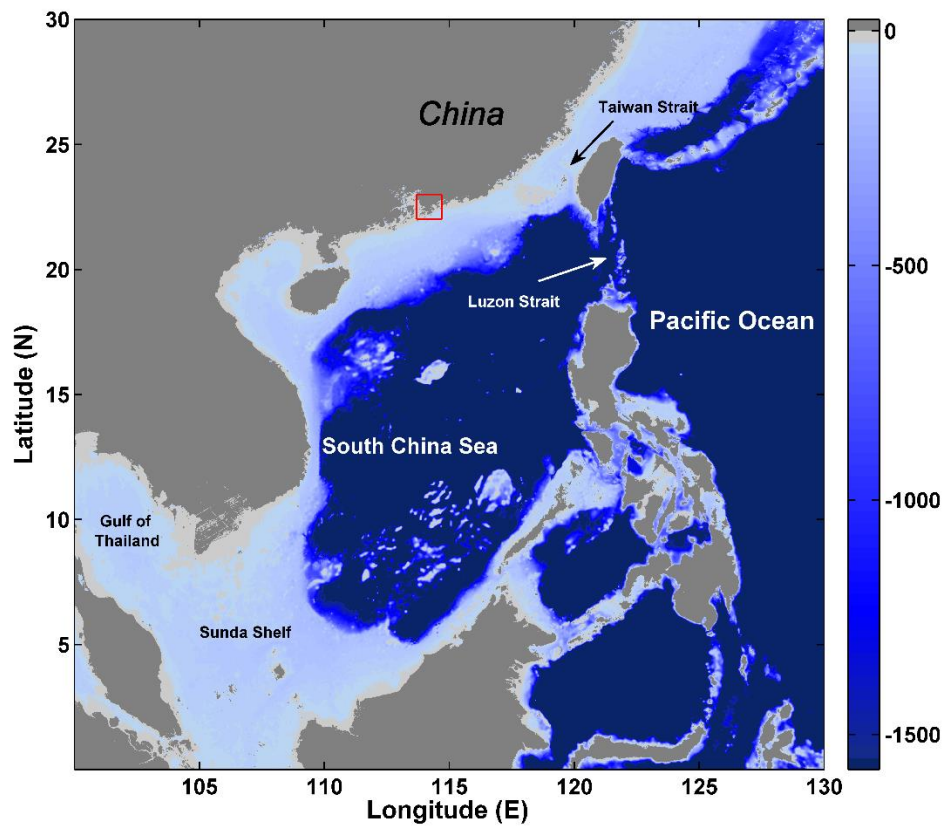 30
0
China
Taiwan Strait
25
-500
20
Luzon Strait
Pacific Ocean
Latitude (N)
15
South China Sea
-1000
10
Gulf of
Thailand
Sunda Shelf
5
-1500
105
110
115
120
125
130
Longitude (E)